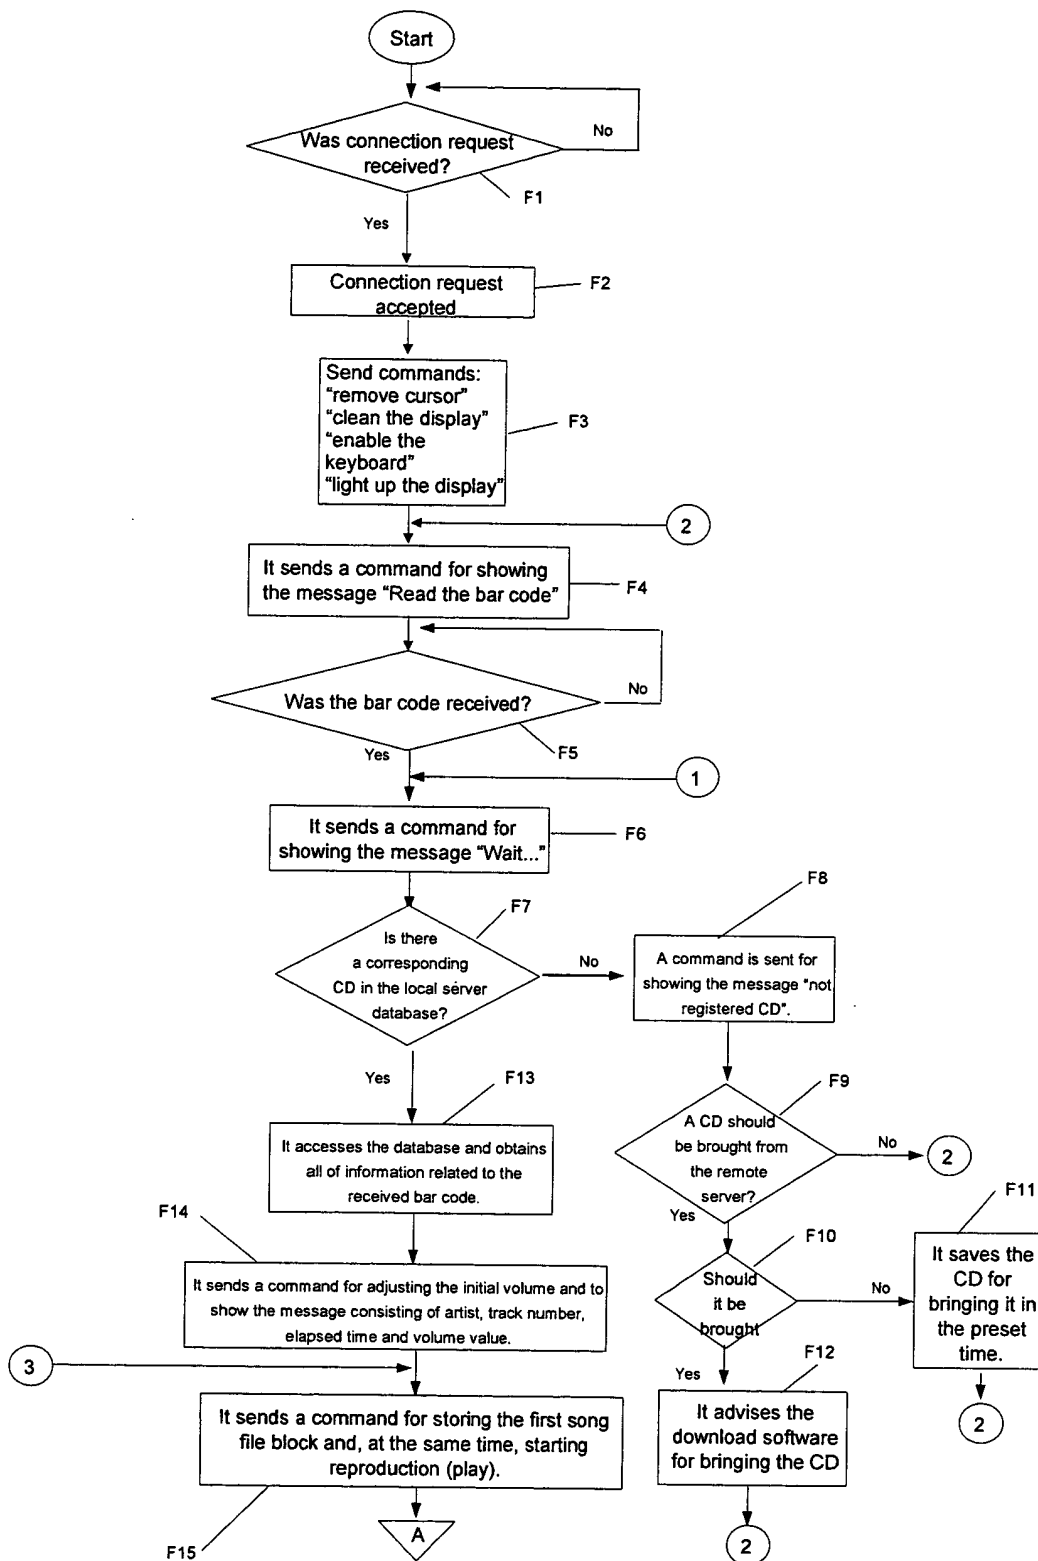 Start
No
Was connection request
received?
F1
Yes
Connection request
accepted
F2
Send commands:
“remove cursor”
“clean the display”
“enable the
keyboard”
“light up the display”
F3
2
It sends a command for showing
the message “Read the bar code”
F4
No
Was the bar code received?
F5
Yes
1
It sends a command for
showing the message “Wait...”
F6
F7
Is there
a corresponding
CD in the local server
database?
No
F8
A command is sent for
showing the message “not
registered CD”.
Yes
F13
F9
A CD should
be brought from
the remote
server?
No
2
It accesses the database and obtains
all of information related to the
received bar code.
Yes
F11
F14
F10
It sends a command for adjusting the initial volume and to
show the message consisting of artist, track number,
elapsed time and volume value.
Should
it be
brought
No
It saves the
CD for
bringing it in
the preset
time.
3
Yes
F12
2
It sends a command for storing the first song
file block and, at the same time, starting
reproduction (play).
It advises the
download software
for bringing the CD
A
F15
2